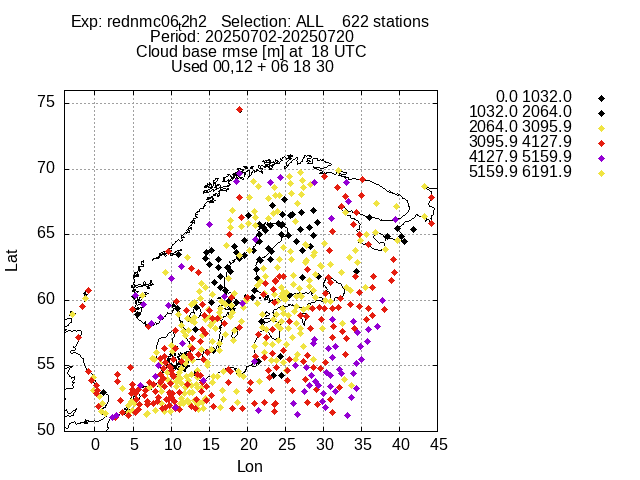 Exp: rednmc06t2h2 Selection: ALL 622 stations
Period: 20250702-20250720
Cloud base rmse [m] at 18 UTC
Used 00,12 + 06 18 30
0.0 1032.0
1032.0 2064.0
2064.0 3095.9
3095.9 4127.9
4127.9 5159.9
5159.9 6191.9
75
70
65
60
55
50
Lat
0 5 10 15 20 25 30 35 40 45
Lon